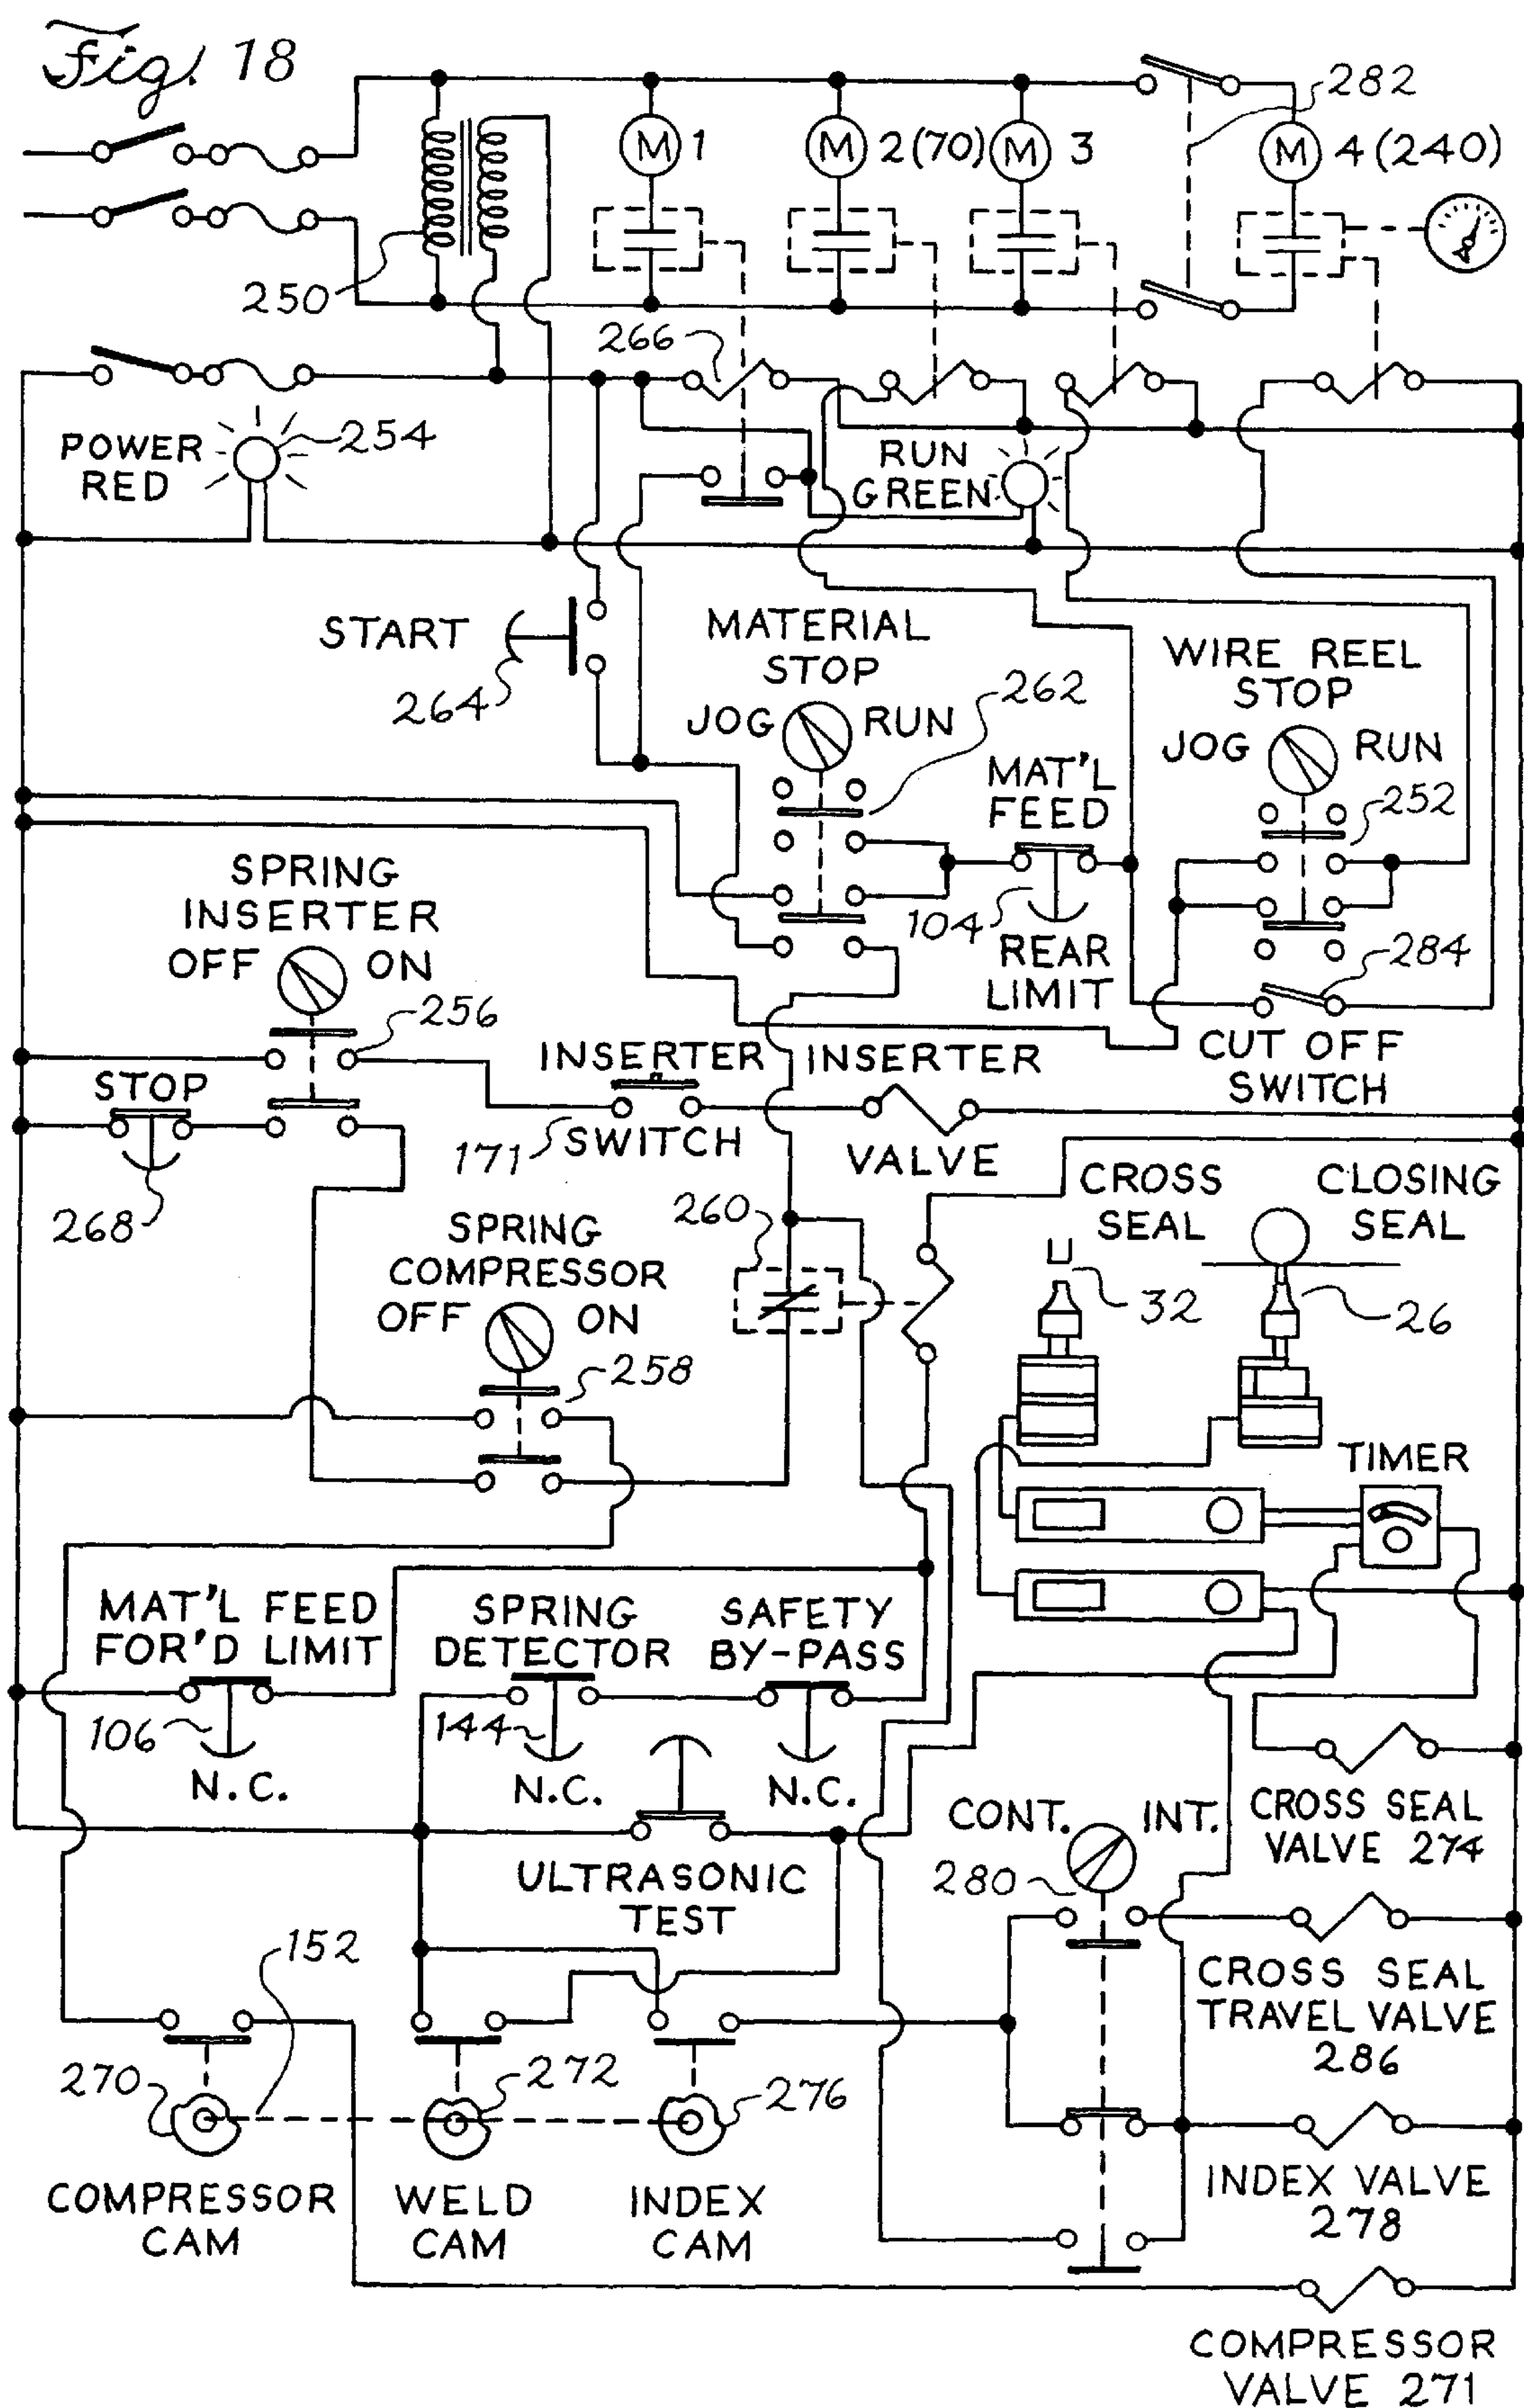 Fig. 18
282
M 1
M 2(70)
M 3
M 4(240)
250
266
POWER
RED
254
RUN
GREEN
START
264
MATERIAL
STOP
JOG RUN
262
WIRE REEL
STOP
JOG RUN
252
MAT'L
FEED
104
REAR
LIMIT
284
CUT OFF
SWITCH
SPRING
INSERTER
OFF ON
256
STOP
268
INSERTER
171 SWITCH
INSERTER
VALVE
260
CROSS
SEAL
CLOSING
SEAL
32
26
SPRING
COMPRESSOR
OFF ON
258
TIMER
MAT'L FEED
FOR'D LIMIT
106
N.C.
SPRING
DETECTOR
144
N.C.
SAFETY
BY-PASS
N.C.
ULTRASONIC
TEST
CONT. INT.
280
CROSS SEAL
VALVE 274
CROSS SEAL
TRAVEL VALVE
286
152
270
272
276
COMPRESSOR
CAM
WELD
CAM
INDEX
CAM
INDEX VALVE
278
COMPRESSOR
VALVE 271